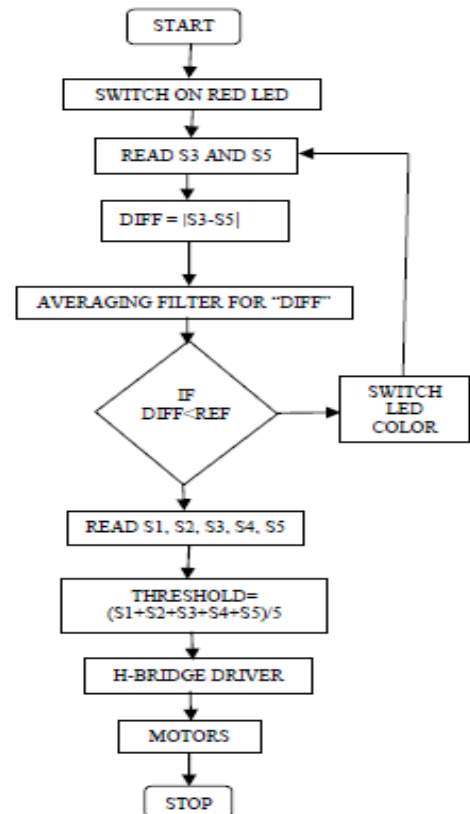 START
SWITCH ON RED LED
READ S3 AND S5
DIFF = |S3-S5|
AVERAGING FILTER FOR “DIFF”
IF
DIFF<REF
SWITCH
LED
COLOR
READ S1, S2, S3, S4, S5
THRESHOLD=
(S1+S2+S3+S4+S5)/5
H-BRIDGE DRIVER
MOTORS
STOP